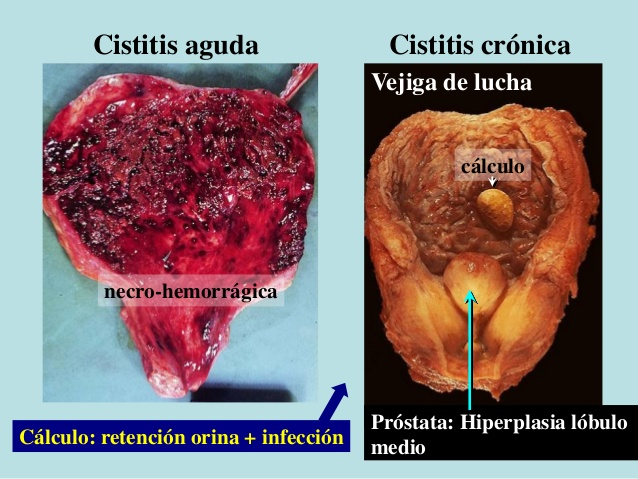 Cistitis aguda
Cistitis crónica
Vejiga de lucha
cálculo
necro-hemorrágica
Cálculo: retención orina + infección
Próstata: Hiperplasia lóbulo
medio